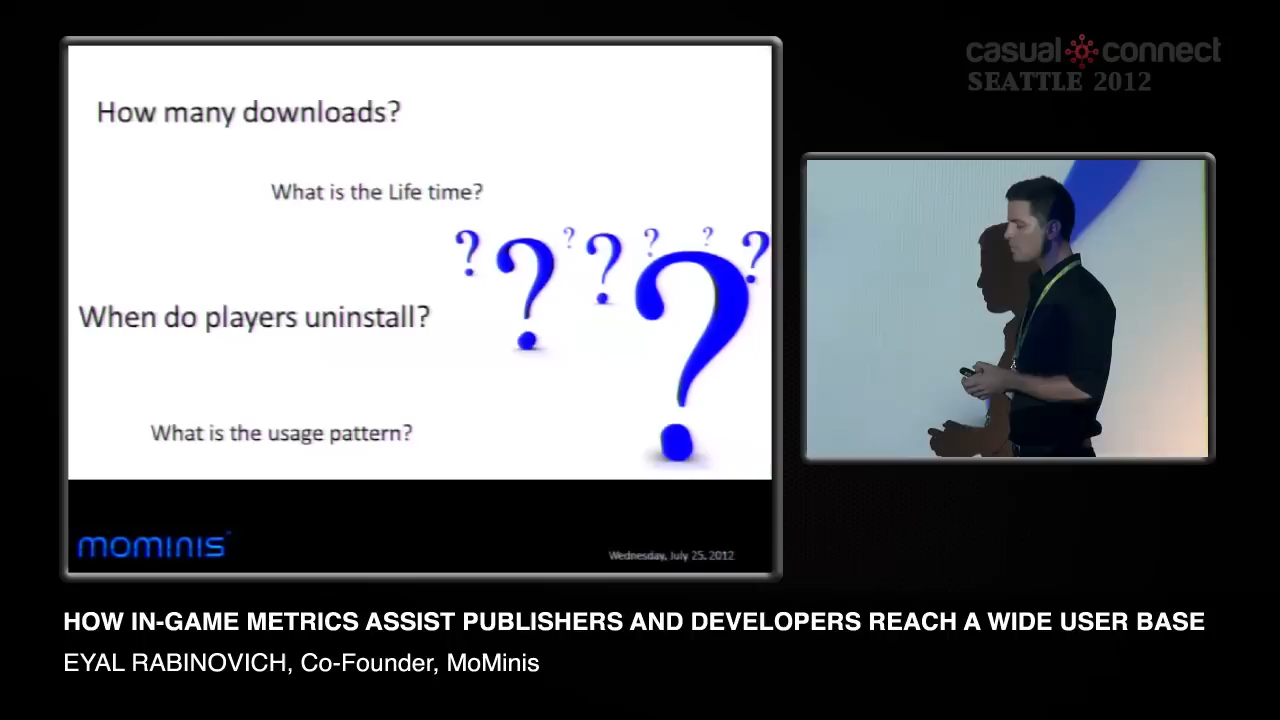 How many downloads?
What is the Life time?
When do players uninstall?
What is the usage pattern?
mominis
Wednesday, July 25, 2012
casual connect
SEATTLE 2012
HOW IN-GAME METRICS ASSIST PUBLISHERS AND DEVELOPERS REACH A WIDE USER BASE
EYAL RABINOVICH, Co-Founder, MoMinis